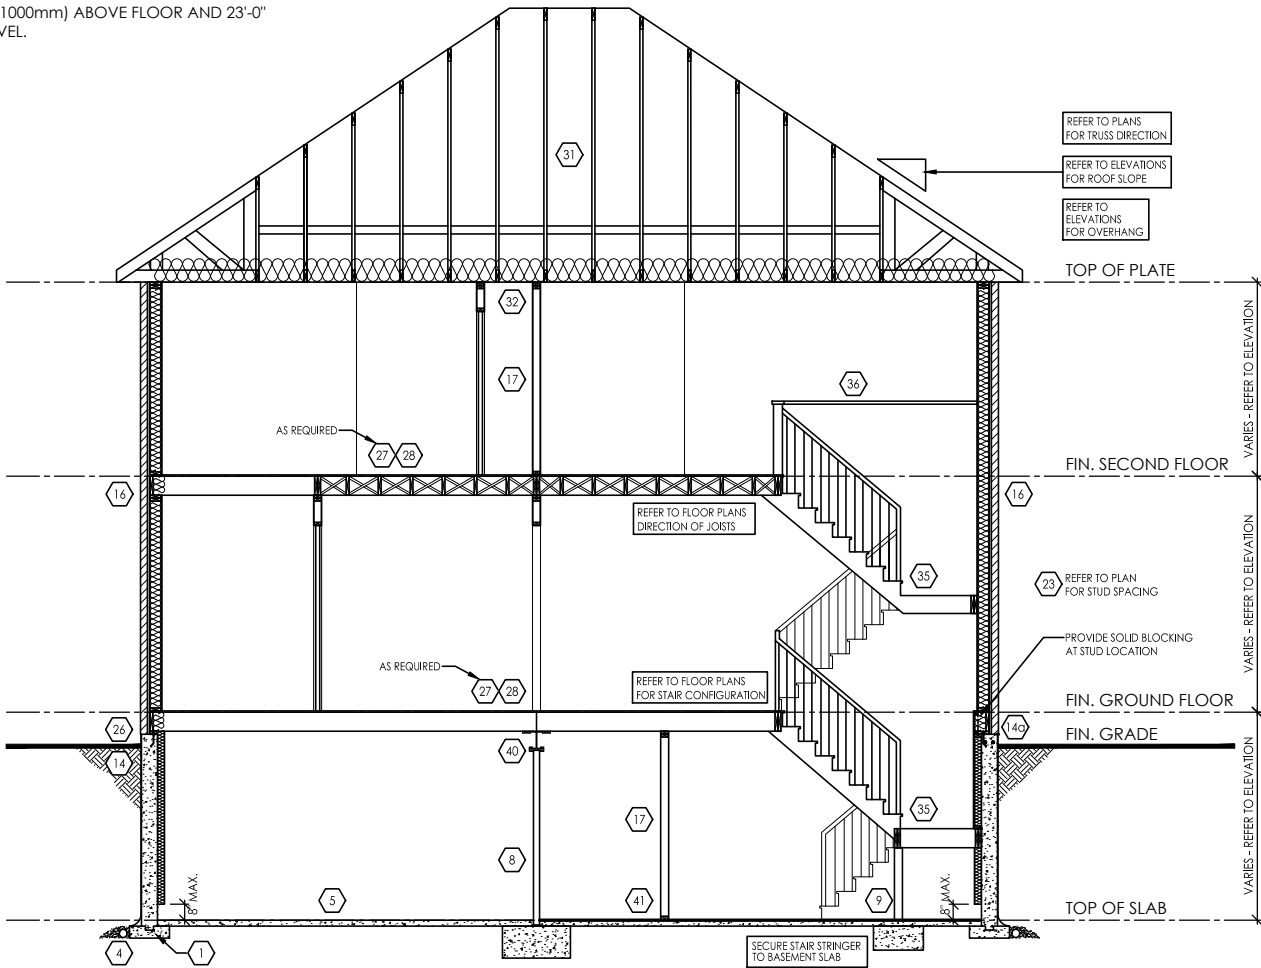 1000mm) ABOVE FLOOR AND 23'-0"
VEL.
REFER TO PLANS
FOR TRUSS DIRECTION
31
REFER TO ELEVATIONS
FOR ROOF SLOPE
REFER TO
ELEVATIONS
FOR OVERHANG
TOP OF PLATE
32
VARIES - REFER TO ELEVATION
17
36
AS REQUIRED
27 28
FIN. SECOND FLOOR
16
16
REFER TO FLOOR PLANS
DIRECTION OF JOISTS
VARIES - REFER TO ELEVATION
35
23
REFER TO PLAN
FOR STUD SPACING
PROVIDE SOLID BLOCKING
AT STUD LOCATION
AS REQUIRED
27 28
REFER TO FLOOR PLANS
FOR STAIR CONFIGURATION
FIN. GROUND FLOOR
26
14a
FIN. GRADE
40
14
VARIES - REFER TO ELEVATION
35
17
8
8" MAX.
8" MAX.
5
41
9
TOP OF SLAB
4
1
SECURE STAIR STRINGER
TO BASEMENT SLAB